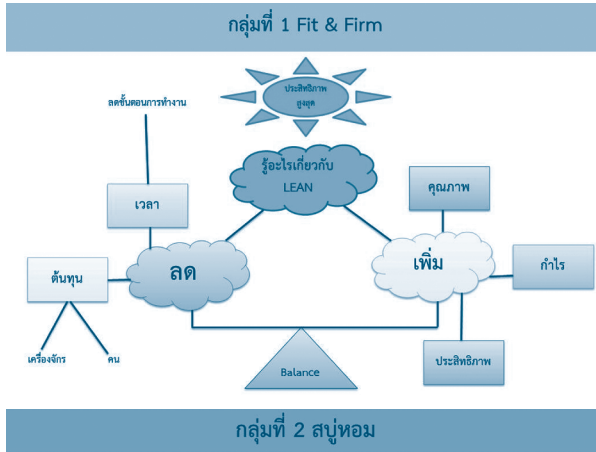 กลุ่มที่ 1 Fit & Firm
ประสิทธิภาพ
สูงสุด
ลดขั้นตอนการทำงาน
รู้อะไรเกี่ยวกับ
LEAN
คุณภาพ
เวลา
ลด
เพิ่ม
กำไร
ต้นทุน
เครื่องจักร
คน
Balance
ประสิทธิภาพ
กลุ่มที่ 2 สบู่หอม